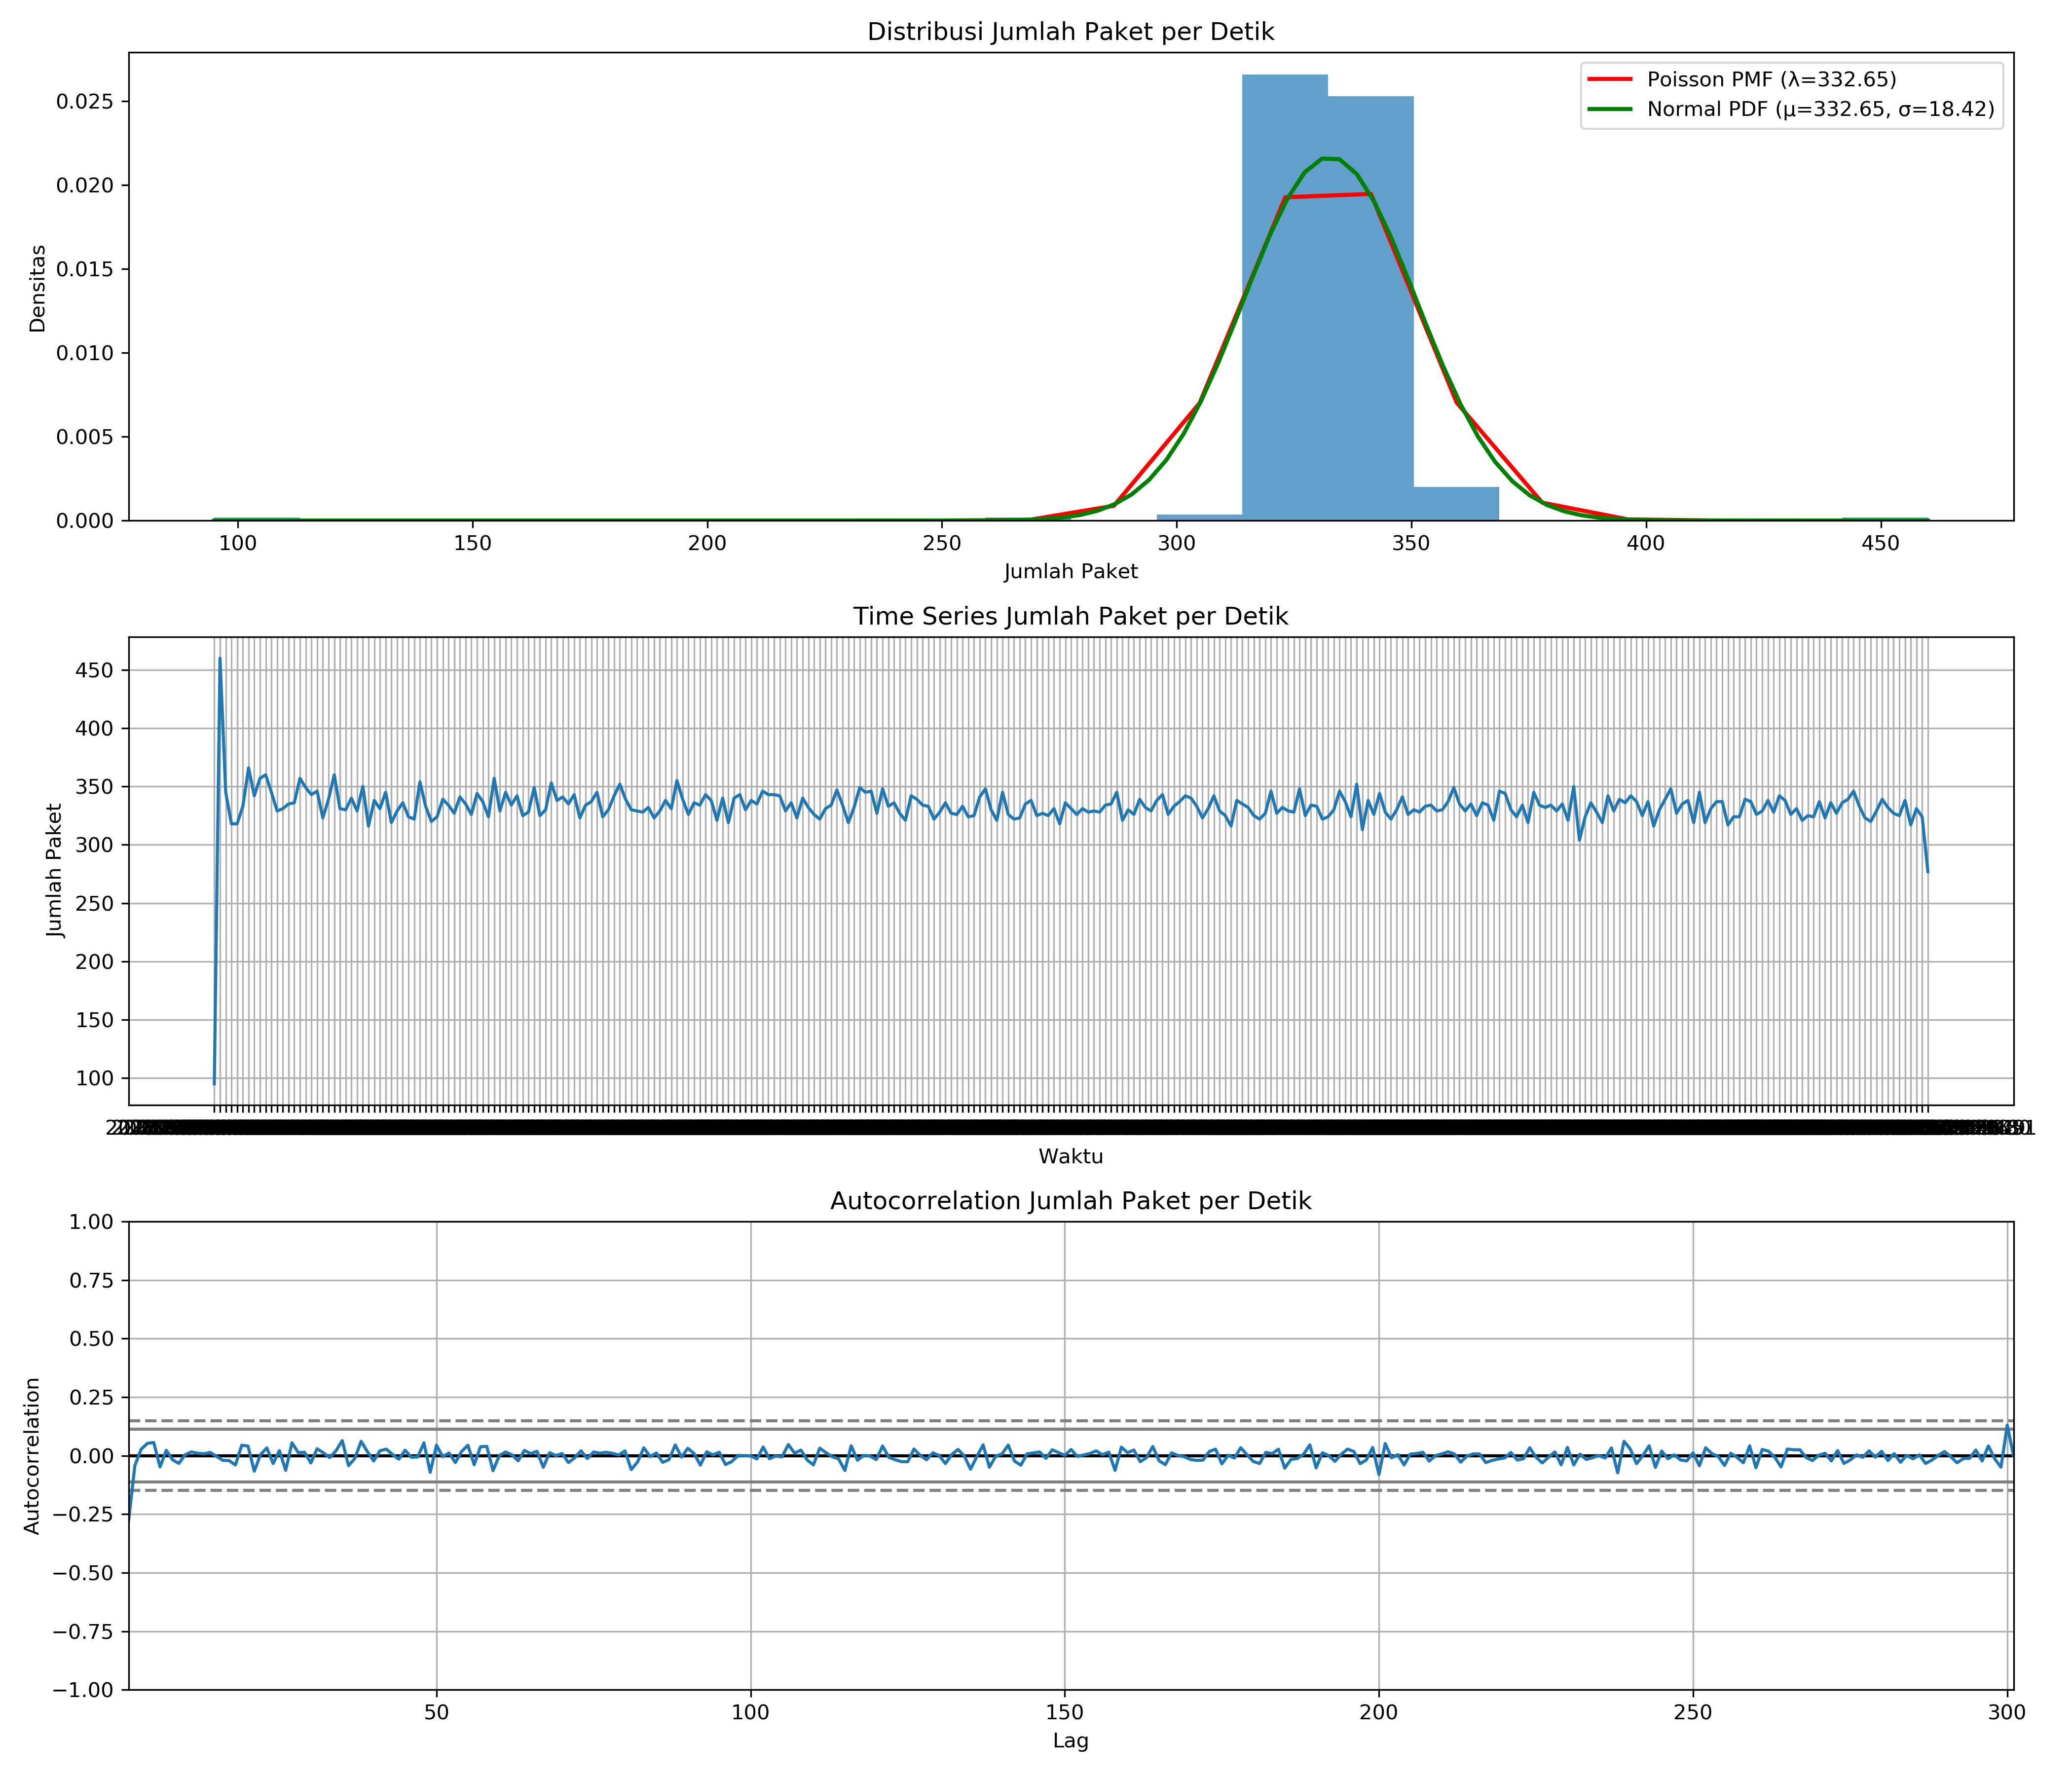 Distribusi Jumlah Paket per Detik
Poisson PMF (λ=332.65)
Normal PDF (μ=332.65, σ=18.42)
Densitas
0.025
0.020
0.015
0.010
0.005
0.000
100 150 200 250 300 350 400 450
Jumlah Paket
Time Series Jumlah Paket per Detik
Jumlah Paket
450
400
350
300
250
200
150
100
Waktu
Autocorrelation Jumlah Paket per Detik
Autocorrelation
1.00
0.75
0.50
0.25
0.00
−0.25
−0.50
−0.75
−1.00
50 100 150 200 250 300
Lag